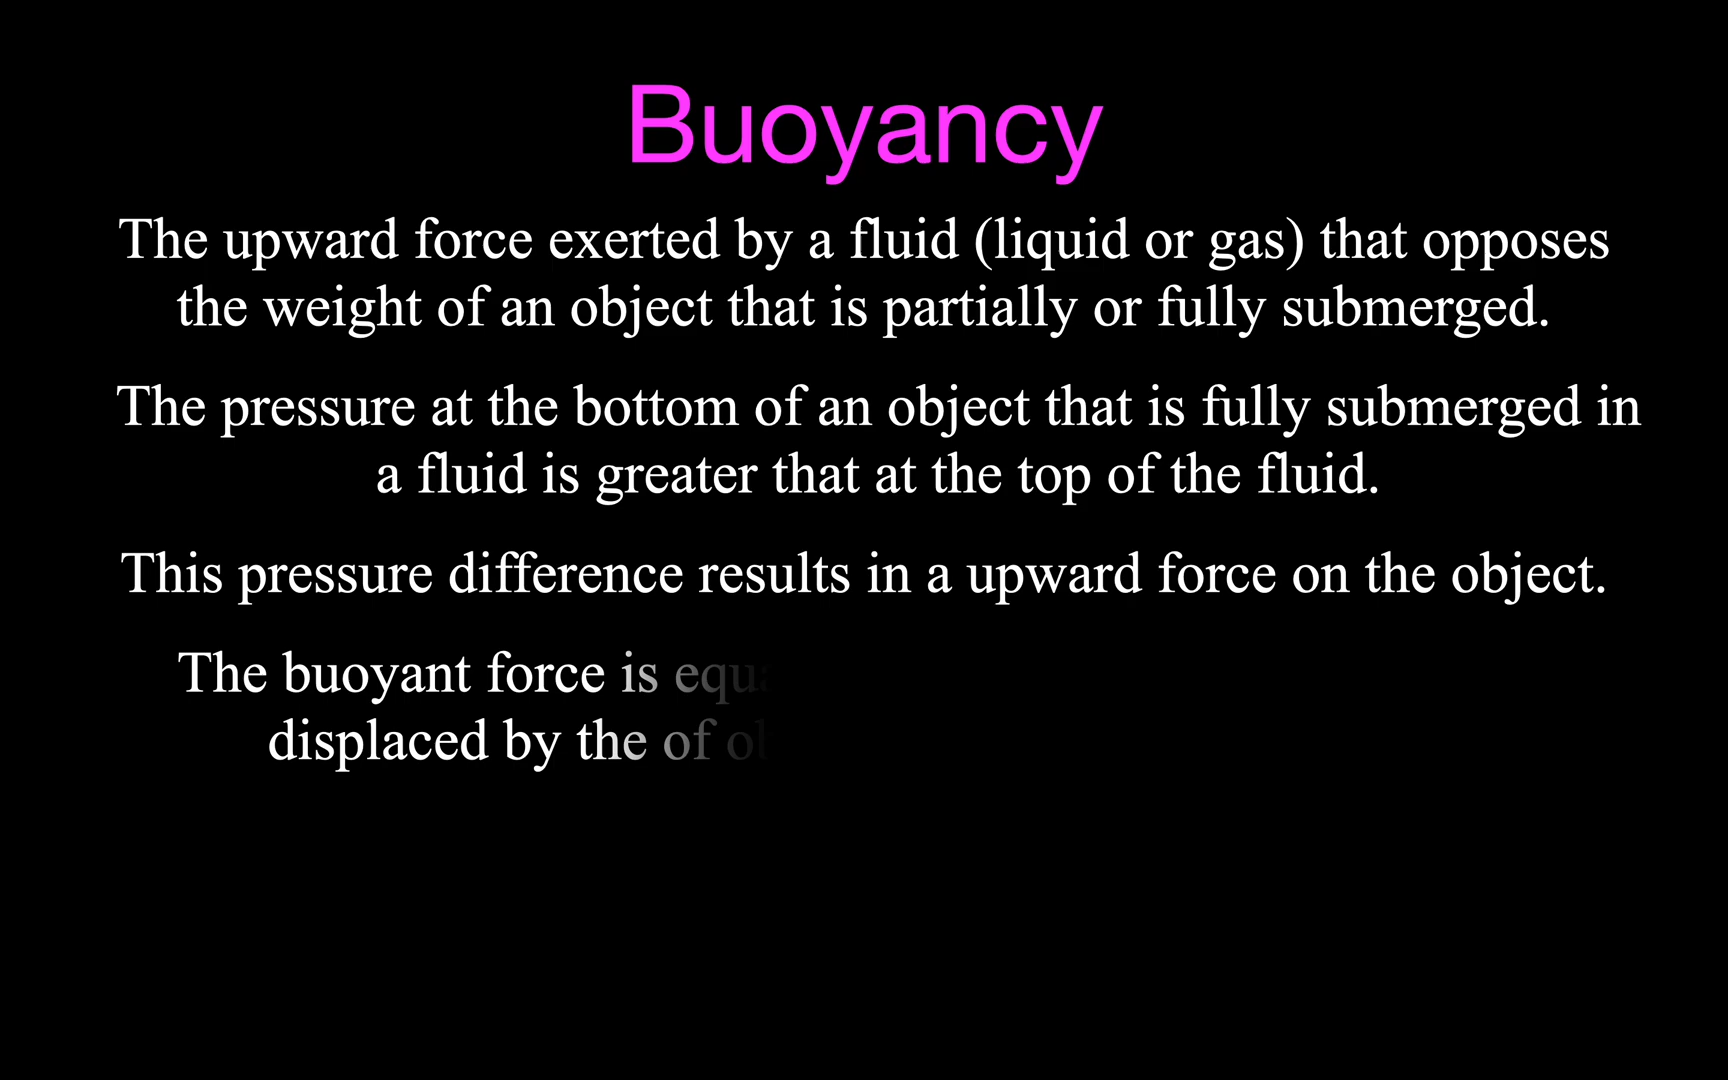 Buoyancy
The upward force exerted by a fluid (liquid or gas) that opposes
the weight of an object that is partially or fully submerged.
The pressure at the bottom of an object that is fully submerged in
a fluid is greater that at the top of the fluid.
This pressure difference results in a upward force on the object.
The buoyant force is
displaced by the of